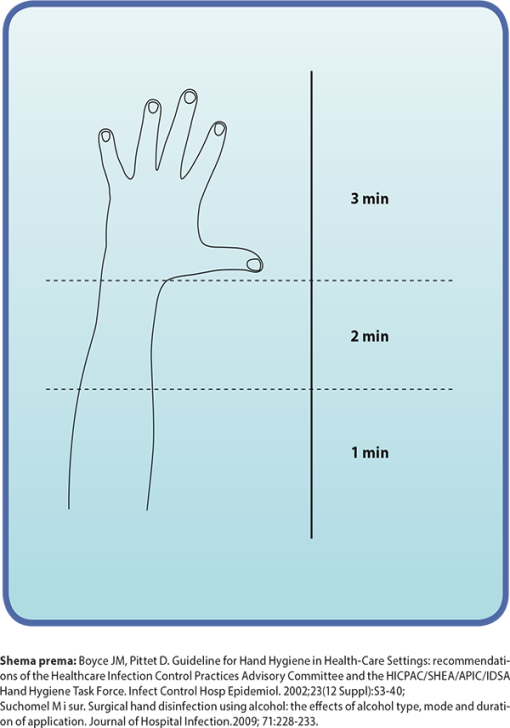 3 min
2 min
1 min
Shema prema: Boyce JM, Pittet D. Guideline for Hand Hygiene in Health-Care Settings: recommendati-
ons of the Healthcare Infection Control Practices Advisory Committee and the HICPAC/SHEA/APIC/IDSA
Hand Hygiene Task Force. Infect Control Hosp Epidemiol. 2002;23(12 Suppl):S3-40;
Suchomel M i sur. Surgical hand disinfection using alcohol: the effects of alcohol type, mode and durati-
on of application. Journal of Hospital Infection.2009; 71:228-233.